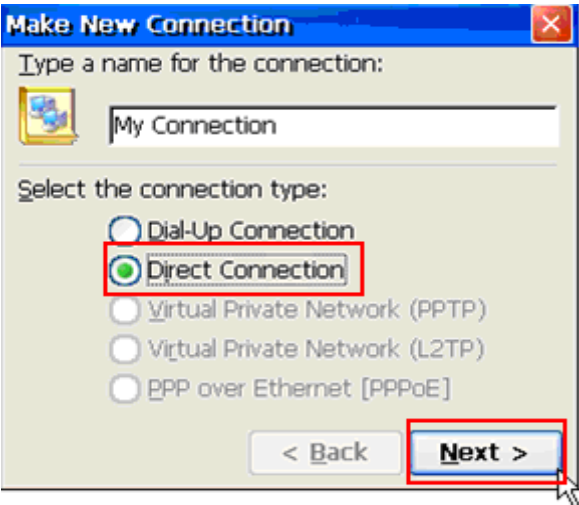 Make New Connection
Type a name for the connection:
My Connection
Select the connection type:
Dial-Up Connection
Direct Connection
Virtual Private Network (PPTP)
Virtual Private Network (L2TP)
PPP over Ethernet [PPPoE]
< Back Next >